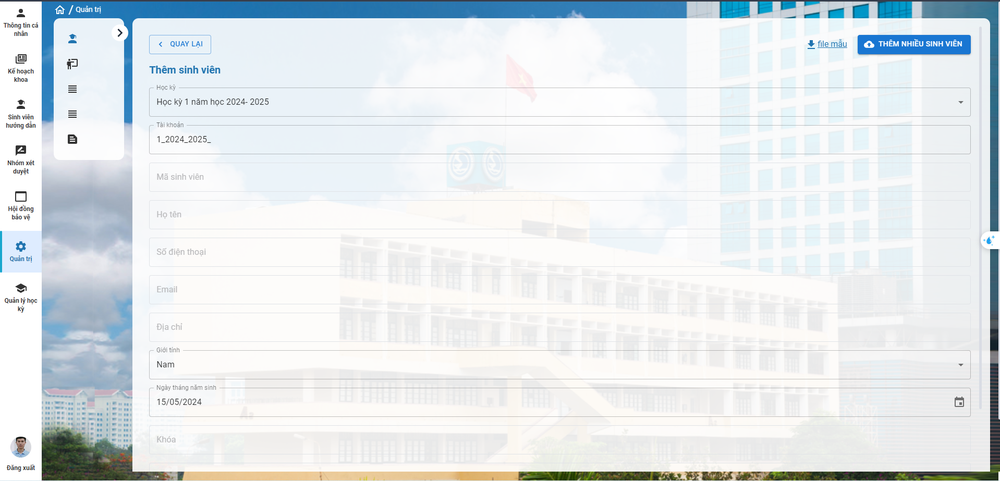 Quản trị
Thông tin cá
nhân
Kế hoạch
khoa
Sinh viên
hướng dẫn
Nhóm xét
duyệt
Hội đồng
bảo vệ
Quản trị
Quản lý học
kỳ
Đăng xuất
QUAY LẠI
file mẫu
THÊM NHIỀU SINH VIÊN
Thêm sinh viên
Học kỳ
Học kỳ 1 năm học 2024- 2025
Tài khoản
1_2024_2025_
Mã sinh viên
Họ tên
Số điện thoại
Email
Địa chỉ
Giới tính
Nam
Ngày tháng năm sinh
15/05/2024
Khóa